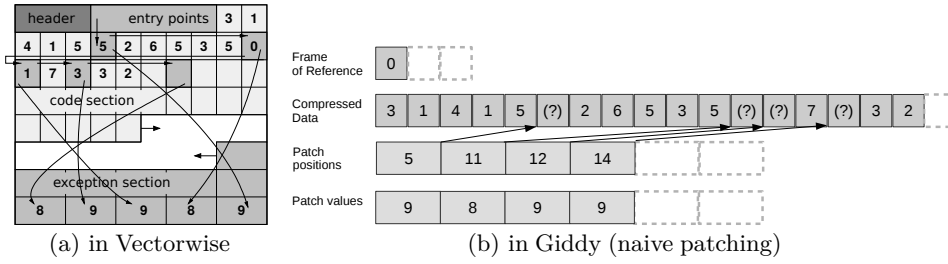 header entry points 3 1
4 1 5 5 2 6 5 3 5 0
1 7 3 3 2
code section
exception section
8 9 9 8 9
(a) in Vectorwise
Frame
of Reference
0
Compressed
Data
3 1 4 1 5 (?) 2 6 5 3 5 (?) (?) 7 (?) 3 2
Patch
positions
5 11 12 14
Patch values
9 8 9 9
(b) in Giddy (naive patching)